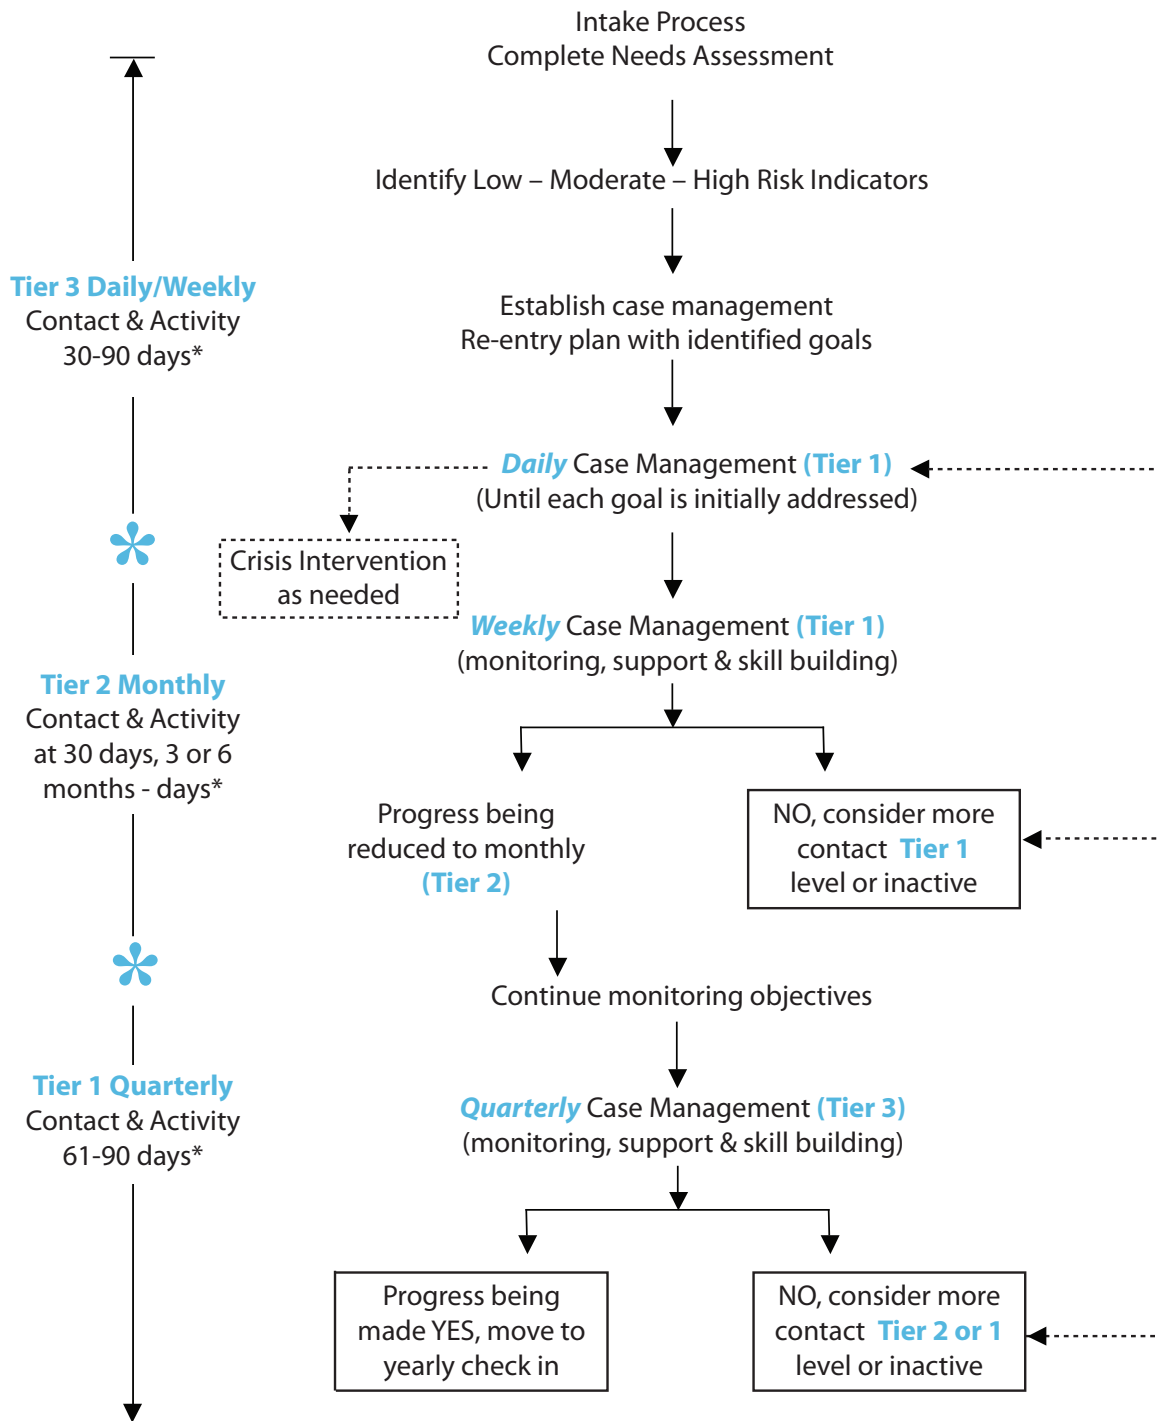 Intake Process
Complete Needs Assessment
Identify Low – Moderate – High Risk Indicators
Tier 3 Daily/Weekly
Contact & Activity
30-90 days*
Establish case management
Re-entry plan with identified goals
Daily Case Management (Tier 1)
(Until each goal is initially addressed)
Crisis Intervention
as needed
Weekly Case Management (Tier 1)
(monitoring, support & skill building)
Tier 2 Monthly
Contact & Activity
at 30 days, 3 or 6
months - days*
Progress being
reduced to monthly
(Tier 2)
NO, consider more
contact Tier 1
level or inactive
Continue monitoring objectives
Tier 1 Quarterly
Contact & Activity
61-90 days*
Quarterly Case Management (Tier 3)
(monitoring, support & skill building)
Progress being
made YES, move to
yearly check in
NO, consider more
contact Tier 2 or 1
level or inactive